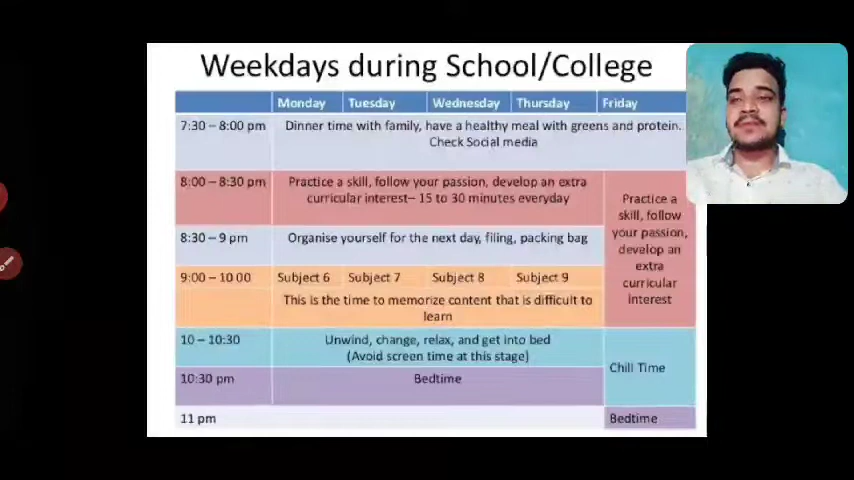 Weekdays during School/College
Monday Tuesday Wednesday Thursday Friday
7:30 – 8:00 pm Dinner time with family, have a healthy meal with greens and protein.
Check Social media
8:00 – 8:30 pm Practice a skill, follow your passion, develop an extra
curricular interest– 15 to 30 minutes everyday
Practice a
skill, follow
your passion,
develop an
extra
curricular
interest
8:30 – 9 pm Organise yourself for the next day, filing, packing bag
9:00 – 10 00 Subject 6 Subject 7 Subject 8 Subject 9
This is the time to memorize content that is difficult to
learn
10 – 10:30 Unwind, change, relax, and get into bed
(Avoid screen time at this stage)
Chill Time
10:30 pm Bedtime
11 pm Bedtime